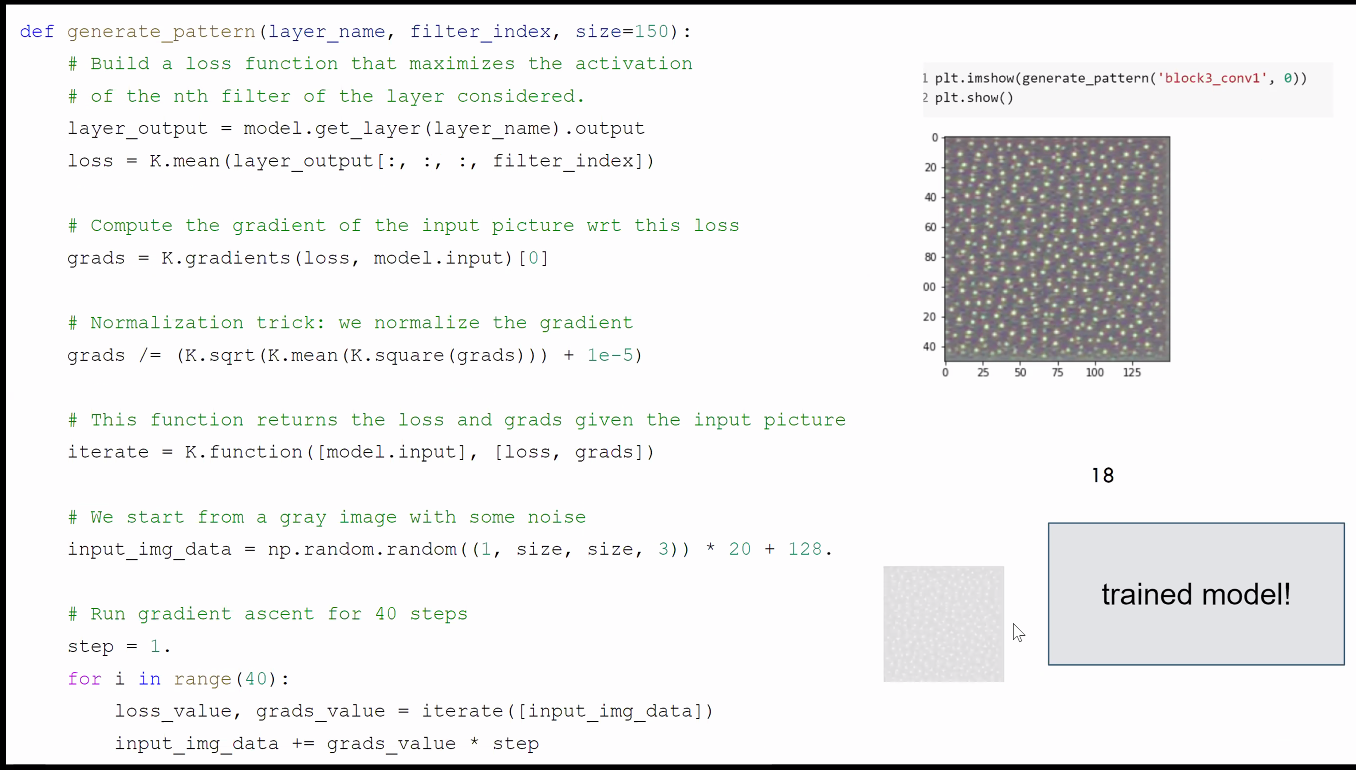 def generate_pattern(layer_name, filter_index, size=150):
# Build a loss function that maximizes the activation
# of the nth filter of the layer considered.
layer_output = model.get_layer(layer_name).output
loss = K.mean(layer_output[:, :, :, filter_index])
# Compute the gradient of the input picture wrt this loss
grads = K.gradients(loss, model.input)[0]
# Normalization trick: we normalize the gradient
grads /= (K.sqrt(K.mean(K.square(grads))) + 1e-5)
# This function returns the loss and grads given the input picture
iterate = K.function([model.input], [loss, grads])
# We start from a gray image with some noise
input_img_data = np.random.random((1, size, size, 3)) * 20 + 128.
# Run gradient ascent for 40 steps
step = 1.
for i in range(40):
loss_value, grads_value = iterate([input_img_data])
input_img_data += grads_value * step
1 plt.imshow(generate_pattern('block3_conv1', 0))
2 plt.show()
0
20
40
60
80
00
20
40
0 25 50 75 100 125
18
trained model!